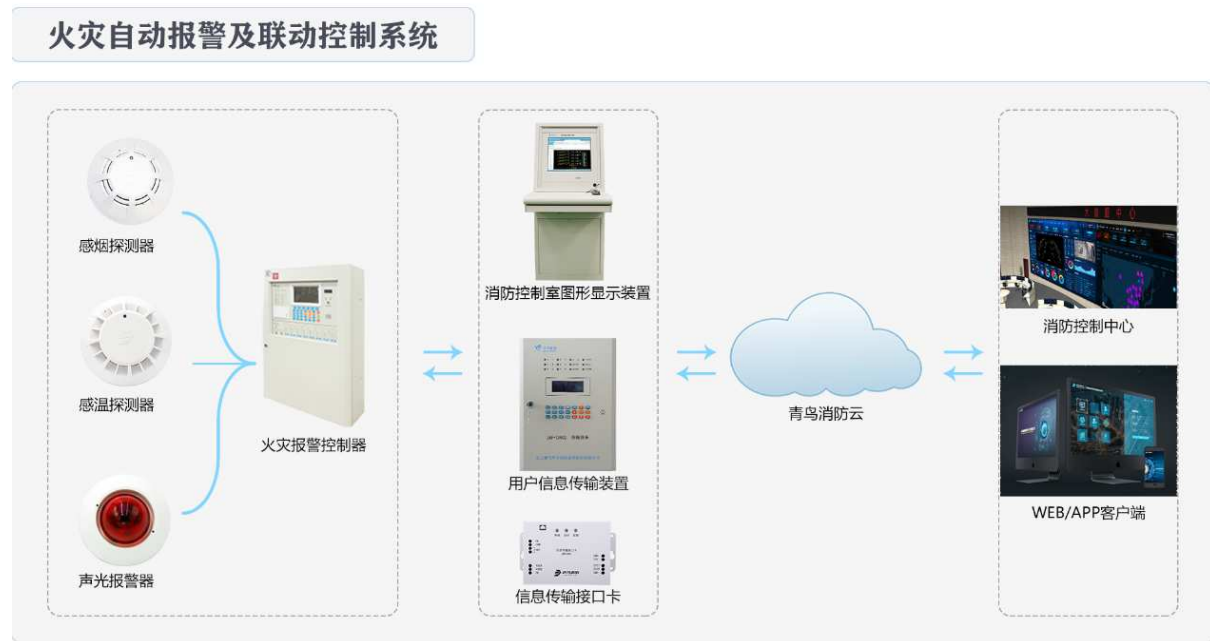 火灾自动报警及联动控制系统
感烟探测器
感温探测器
声光报警器
火灾报警控制器
消防控制室图形显示装置
用户信息传输装置
信息传输接口卡
青鸟消防云
消防控制中心
WEB/APP客户端